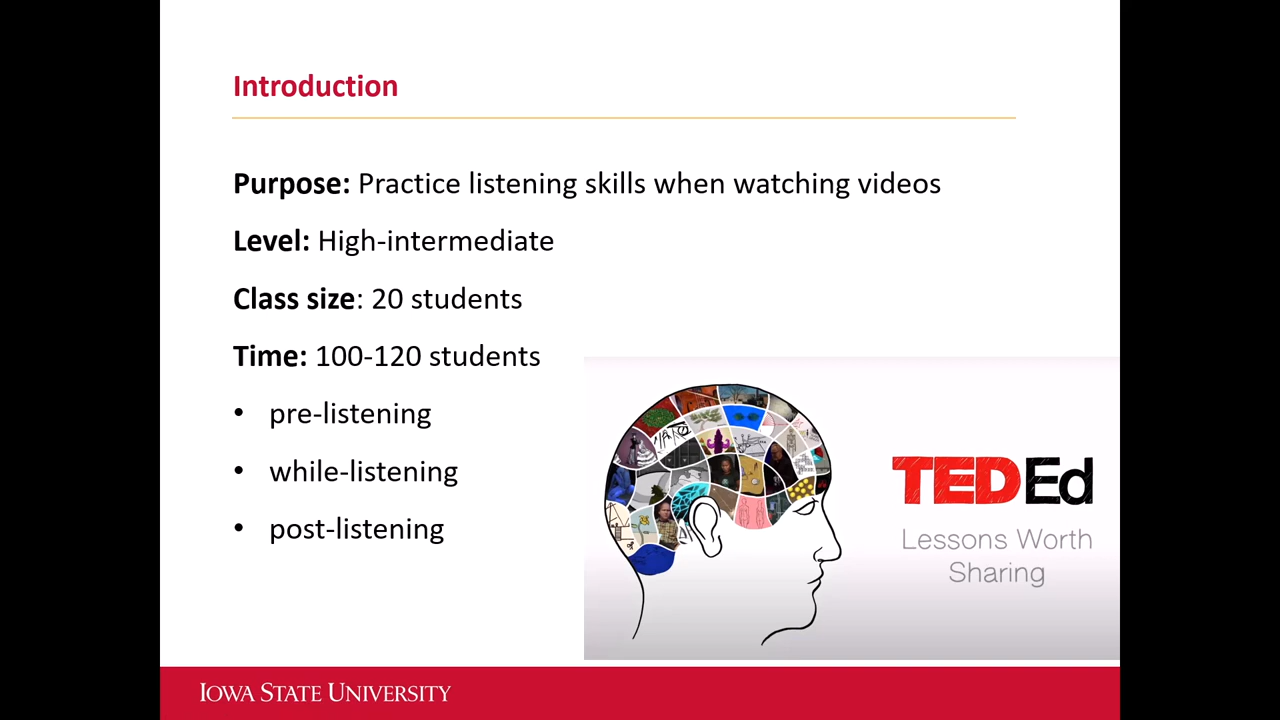 Introduction
Purpose: Practice listening skills when watching videos
Level: High-intermediate
Class size: 20 students
Time: 100-120 students
• pre-listening
• while-listening
• post-listening
TEDEd
Lessons Worth
Sharing
IOWA STATE UNIVERSITY